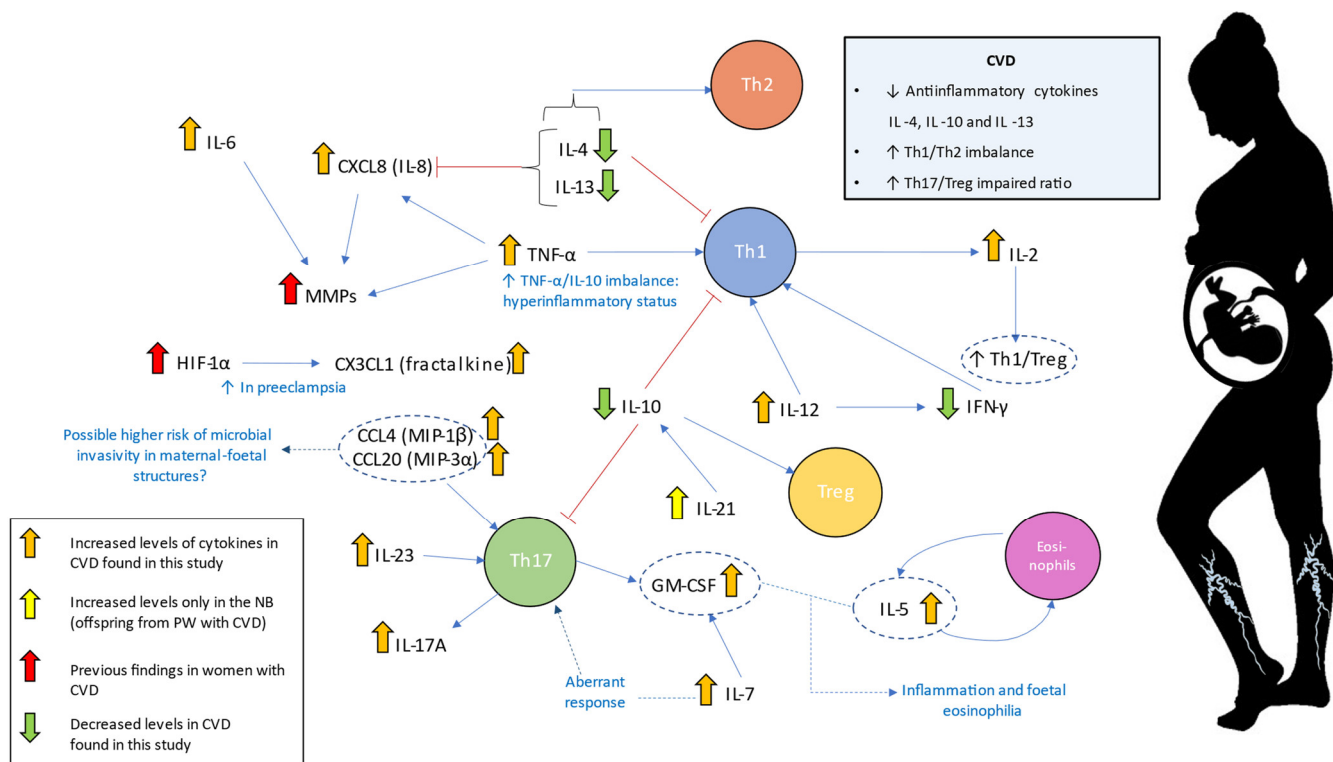 Th2
CVD
• ↓ Antiinflammatory cytokines
IL-4, IL-10 and IL-13
• ↑ Th1/Th2 imbalance
• ↑ Th17/Treg impaired ratio
IL-6
CXCL8 (IL-8)
IL-4
IL-13
TNF-α
↑ TNF-α/IL-10 imbalance:
hyperinflammatory status
Th1
IL-2
MMPs
HIF-1α
CX3CL1 (fractalkine)
↑ In preeclampsia
↑ Th1/Treg
IL-10
IL-12
IFN-γ
Possible higher risk of microbial
invasivity in maternal-foetal
structures?
CCL4 (MIP-1β)
CCL20 (MIP-3α)
Treg
IL-21
IL-23
Th17
GM-CSF
IL-5
Eosi-
nophils
IL-17A
Aberrant
response
IL-7
Inflammation and foetal
eosinophilia
Increased levels of cytokines in
CVD found in this study
Increased levels only in the NB
(offspring from PW with CVD)
Previous findings in women with
CVD
Decreased levels in CVD
found in this study